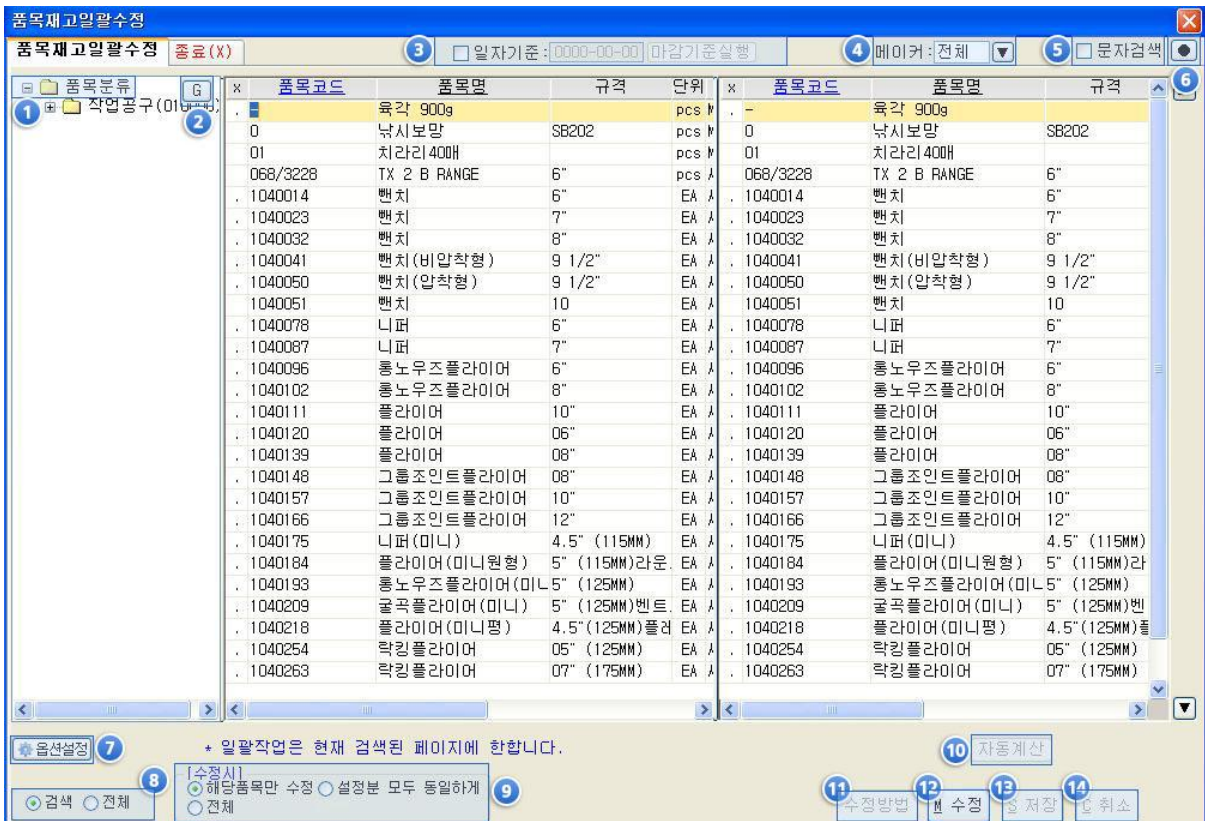 품목재고일괄수정
품목재고일괄수정 종료(X) 3 일자기준: 0000-00-00 마감기준실행 4 메이커: 전체 5 문자검색
품목분류 G 6
1 작업공구 2
x 품목코드 품목명 규격 단위 x 품목코드 품목명 규격
. - 육각 900g pcs . - 육각 900g
0 낚시보망 SB202 pcs 0 낚시보망 SB202
01 치라리40매 pcs 01 치라리40매
068/3228 TX 2 B RANGE 6" pcs 068/3228 TX 2 B RANGE 6"
. 1040014 뺀치 6" EA . 1040014 뺀치 6"
. 1040023 뺀치 7" EA . 1040023 뺀치 7"
. 1040032 뺀치 8" EA . 1040032 뺀치 8"
. 1040041 뺀치(비압착형) 9 1/2" EA . 1040041 뺀치(비압착형) 9 1/2"
. 1040050 뺀치(압착형) 9 1/2" EA . 1040050 뺀치(압착형) 9 1/2"
1040051 뺀치 10 EA . 1040051 뺀치 10
. 1040078 니퍼 6" EA . 1040078 니퍼 6"
. 1040087 니퍼 7" EA . 1040087 니퍼 7"
. 1040096 롱노우즈플라이어 6" EA . 1040096 롱노우즈플라이어 6"
. 1040102 롱노우즈플라이어 8" EA . 1040102 롱노우즈플라이어 8"
. 1040111 플라이어 10" EA . 1040111 플라이어 10"
. 1040120 플라이어 06" EA . 1040120 플라이어 06"
. 1040139 플라이어 08" EA . 1040139 플라이어 08"
. 1040148 그룹조인트플라이어 08" EA . 1040148 그룹조인트플라이어 08"
. 1040157 그룹조인트플라이어 10" EA . 1040157 그룹조인트플라이어 10"
. 1040166 그룹조인트플라이어 12" EA . 1040166 그룹조인트플라이어 12"
. 1040175 니퍼(미니) 4.5" (115MM) EA . 1040175 니퍼(미니) 4.5" (115MM)
. 1040184 플라이어(미니원형) 5" (115MM)라운. EA . 1040184 플라이어(미니원형) 5" (115MM)라
. 1040193 롱노우즈플라이어(미니 5" (125MM) EA . 1040193 롱노우즈플라이어(미니 5" (125MM)
. 1040209 굴곡플라이어(미니) 5" (125MM)벤트. EA . 1040209 굴곡플라이어(미니) 5" (125MM)벤
. 1040218 플라이어(미니평) 4.5"(125MM)플레 EA . 1040218 플라이어(미니평) 4.5"(125MM)플
. 1040254 락킹플라이어 05" (125MM) EA . 1040254 락킹플라이어 05" (125MM)
. 1040263 락킹플라이어 07" (175MM) EA . 1040263 락킹플라이어 07" (175MM)
옵션설정 7 * 일괄작업은 현재 검색된 페이지에 한합니다. 10 자동계산
8 [수정시]
해당품목만 수정 설정분 모두 동일하게 9
검색 전체 전체
11 수정방법 12 M 수정 13 S 저장 14 C 취소